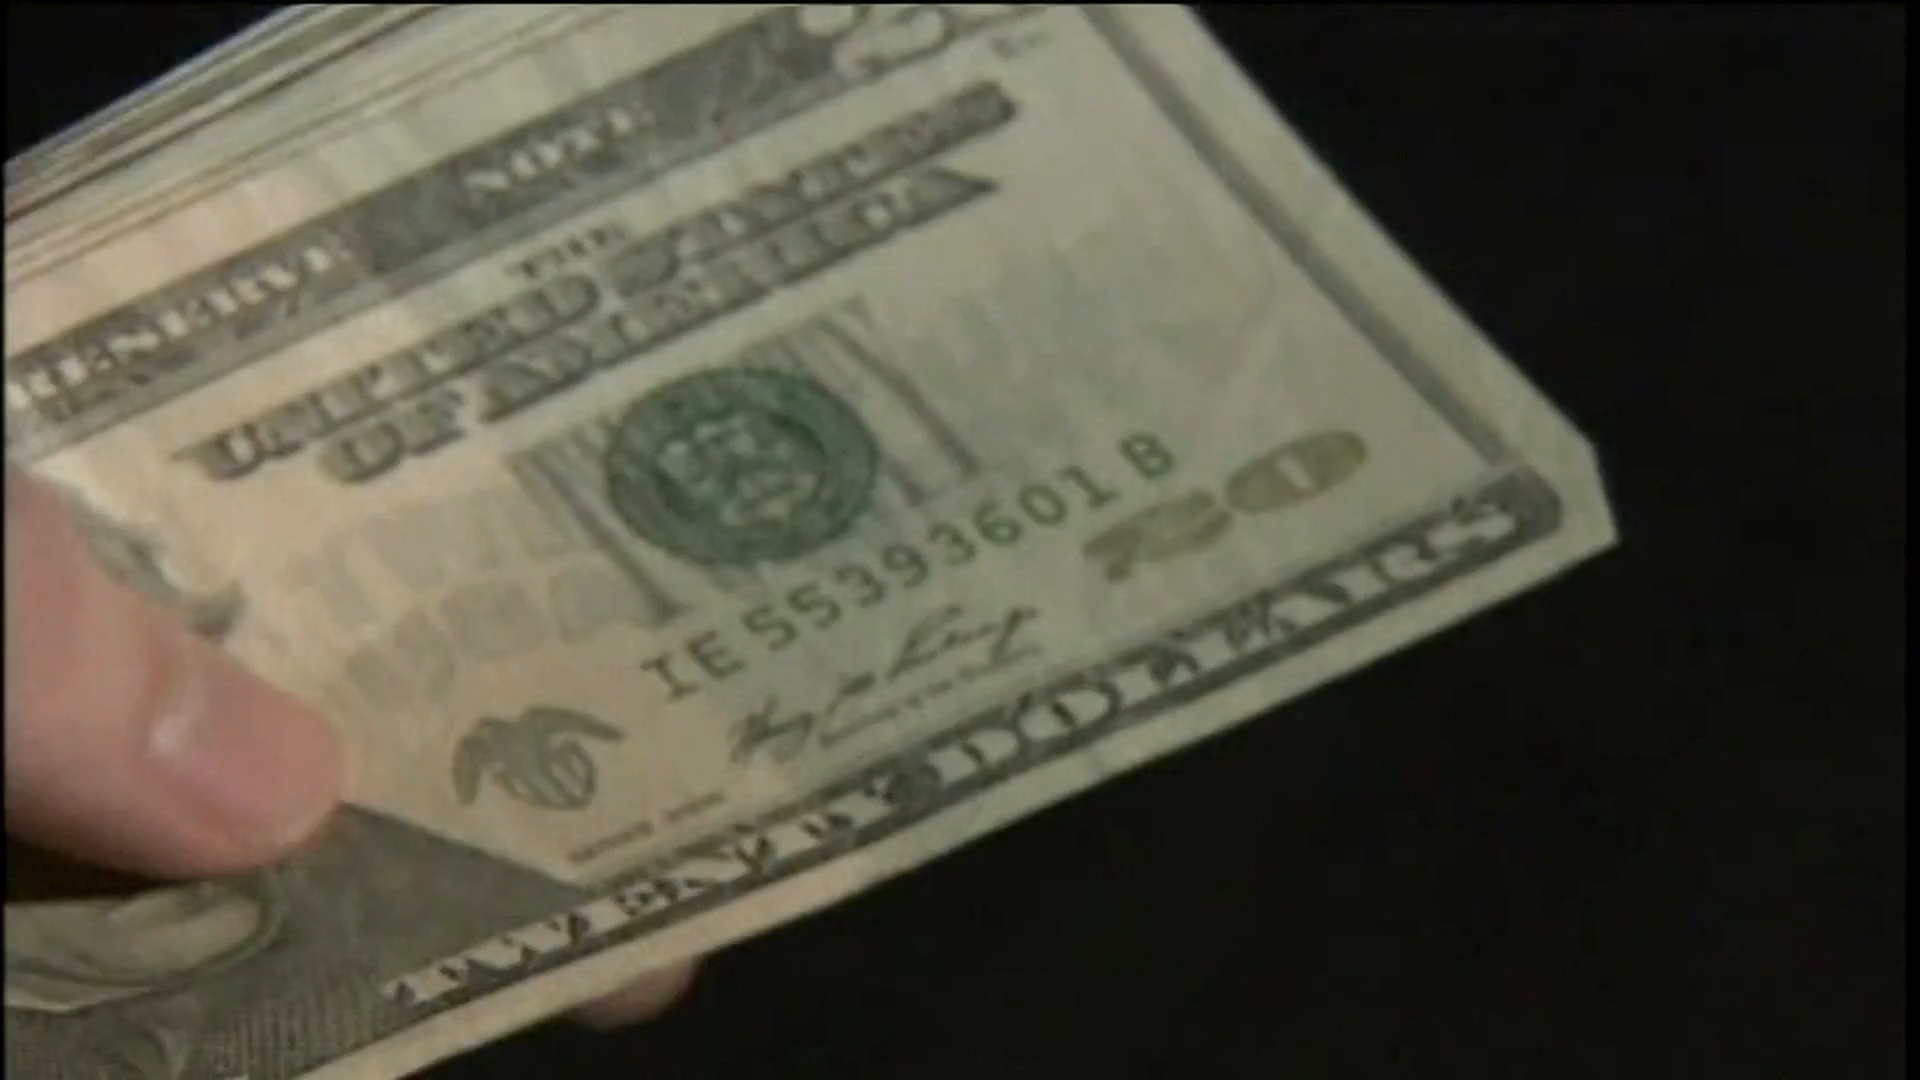 RESERVE NOTE
THE
UNITED STATES
OF AMERICA
IE 55393601 B
20
TWENTY DOLLARS